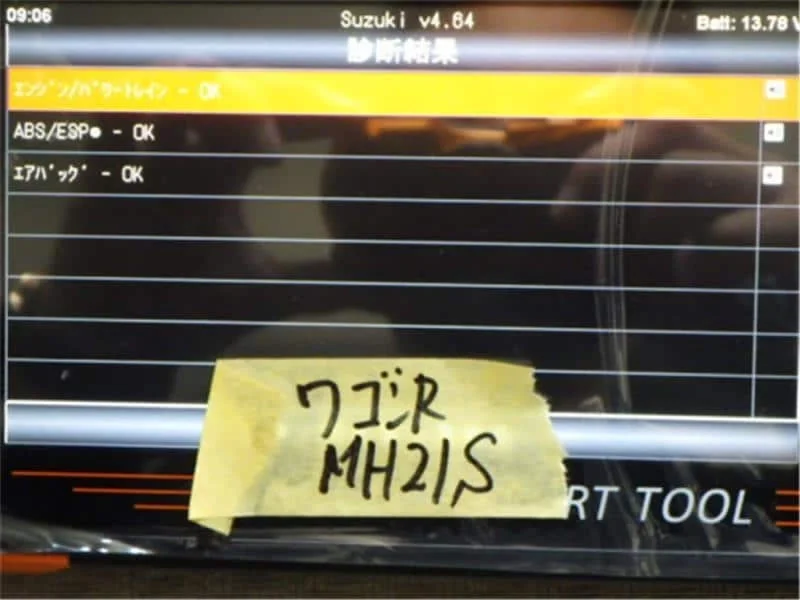 09:06
Suzuki v4.64
Batt: 13.78 V
診断結果
ｴﾝｼﾞﾝ/ﾊﾟﾜｰﾄﾚｲﾝ - OK
ABS/ESP● - OK
ｴｱﾊﾞｯｸﾞ - OK
ワゴンR
MH21S
RT TOOL